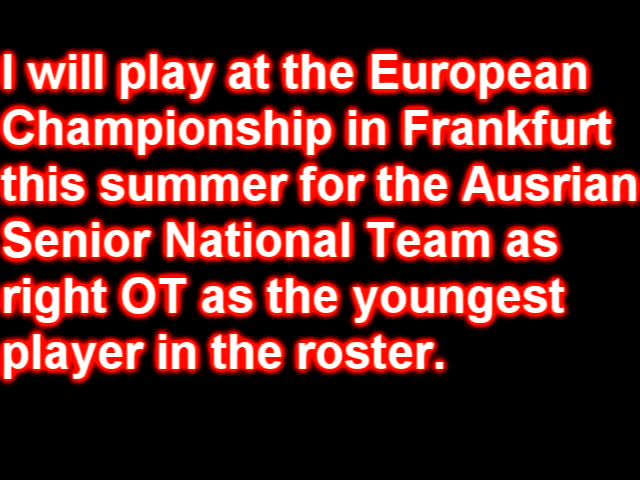 I will play at the European
Championship in Frankfurt
this summer for the Ausrian
Senior National Team as
right OT as the youngest
player in the roster.